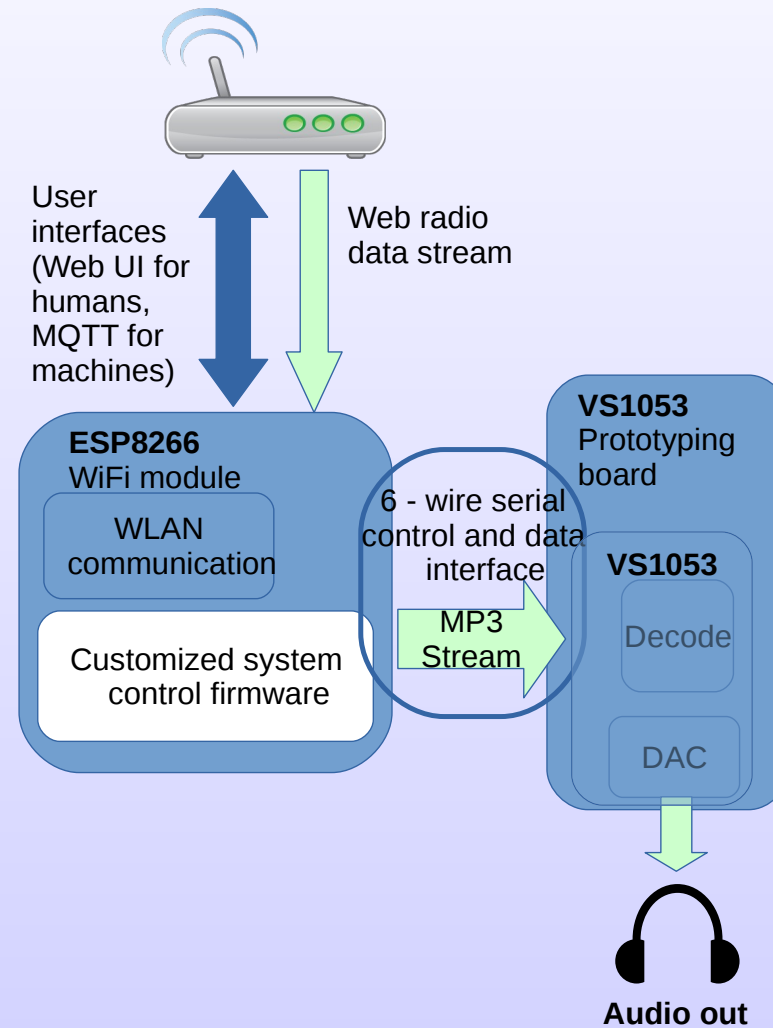 User
interfaces
(Web UI for
humans,
MQTT for
machines)
Web radio
data stream
ESP8266
WiFi module
WLAN
communication
Customized system
control firmware
6 - wire serial
control and data
interface
MP3
Stream
VS1053
Prototyping
board
VS1053
Decode
DAC
Audio out